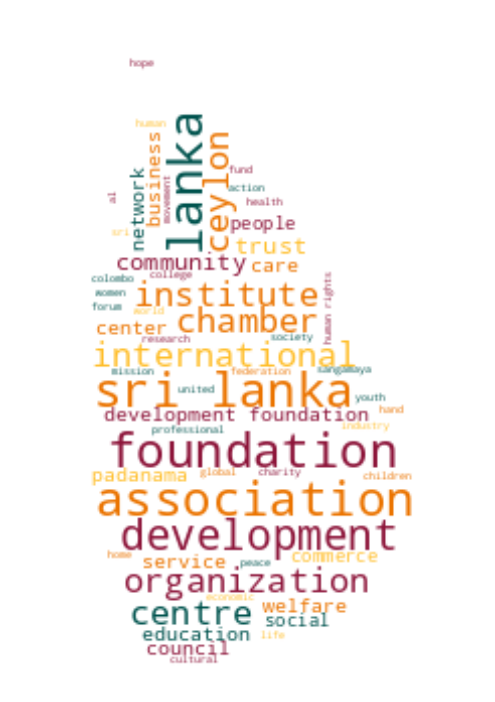 hope
human
lanka
ceylon
business
network
movement
fund
action
al
health
people
sri
trust
community
care
college
colombo
women
institute
human rights
forum
world
chamber
center
research
society
international
mission
federation
sangamaya
sri lanka
united
youth
development foundation
hand
professional
industry
foundation
padanama
global
charity
children
association
development
home
service
peace
commerce
organization
economic
centre
welfare
social
education
life
council
cultural